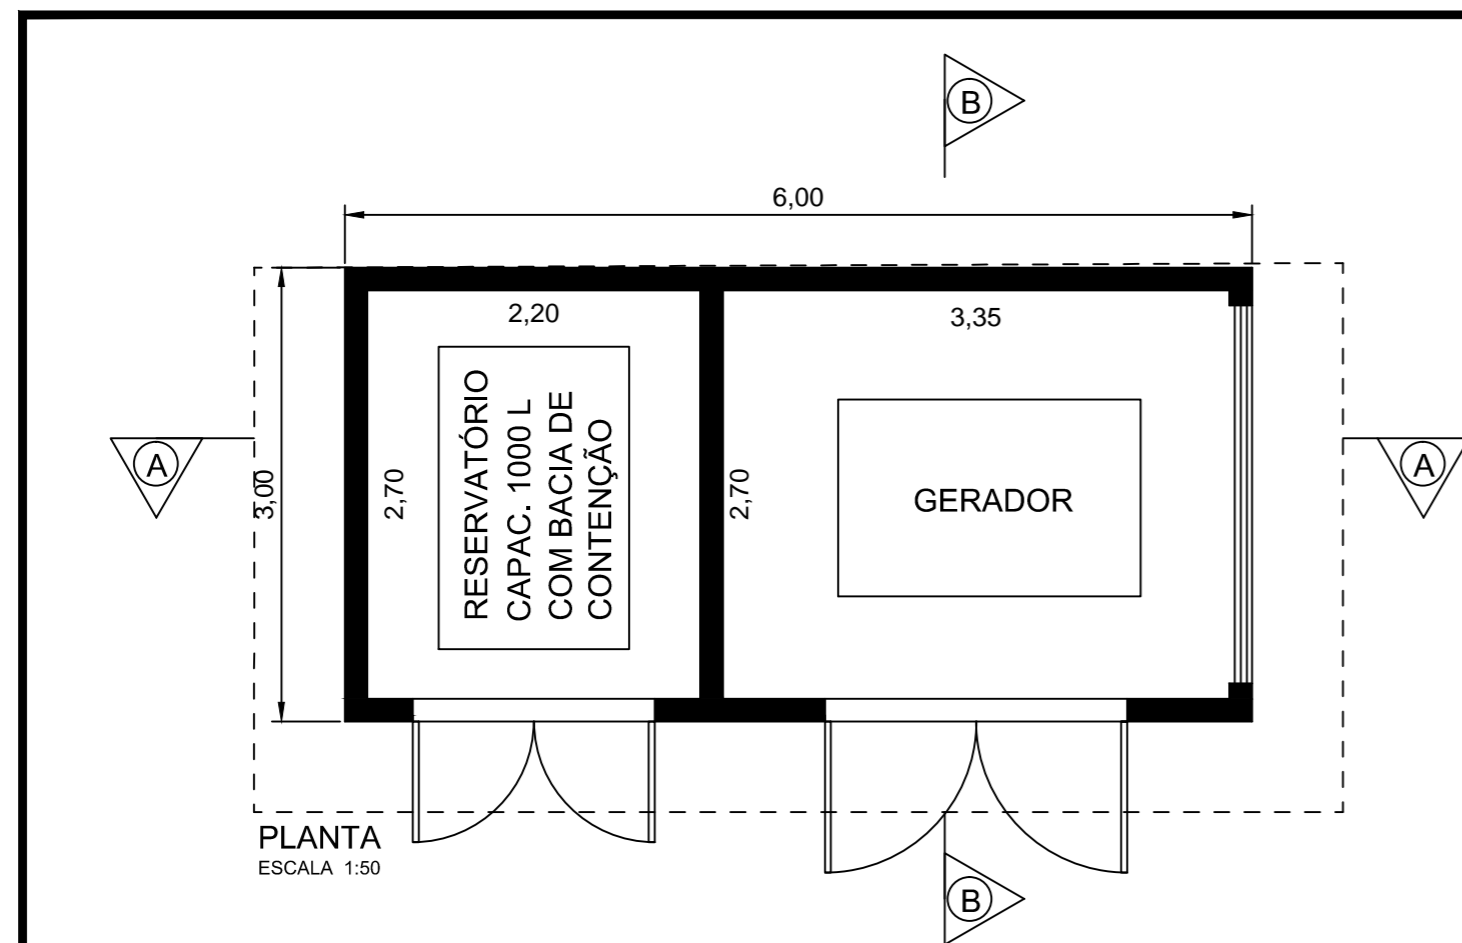 B
6,00
2,20
3,35
A
3,00
2,70
RESERVATÓRIO
CAPAC. 1000 L
COM BACIA DE
CONTENÇÃO
2,70
GERADOR
A
PLANTA
ESCALA 1:50
B